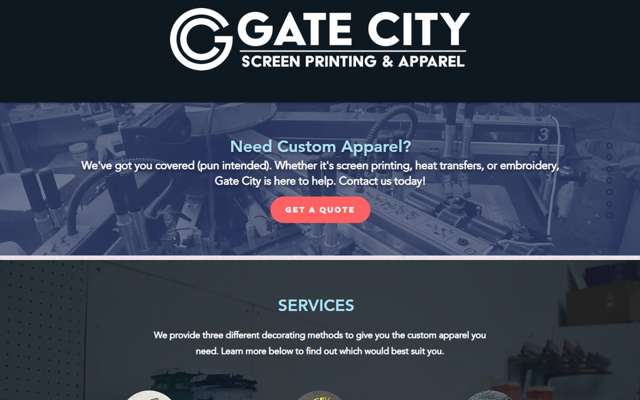 GATE CITY
SCREEN PRINTING & APPAREL
Need Custom Apparel?
We've got you covered (pun intended). Whether it's screen printing, heat transfers, or embroidery,
Gate City is here to help. Contact us today!
GET A QUOTE
SERVICES
We provide three different decorating methods to give you the custom apparel you
need. Learn more below to find out which would best suit you.